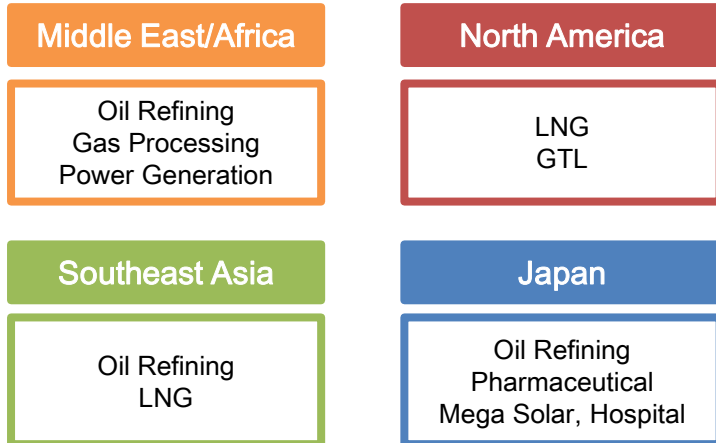 Middle East/Africa
Oil Refining
Gas Processing
Power Generation
North America
LNG
GTL
Southeast Asia
Oil Refining
LNG
Japan
Oil Refining
Pharmaceutical
Mega Solar, Hospital